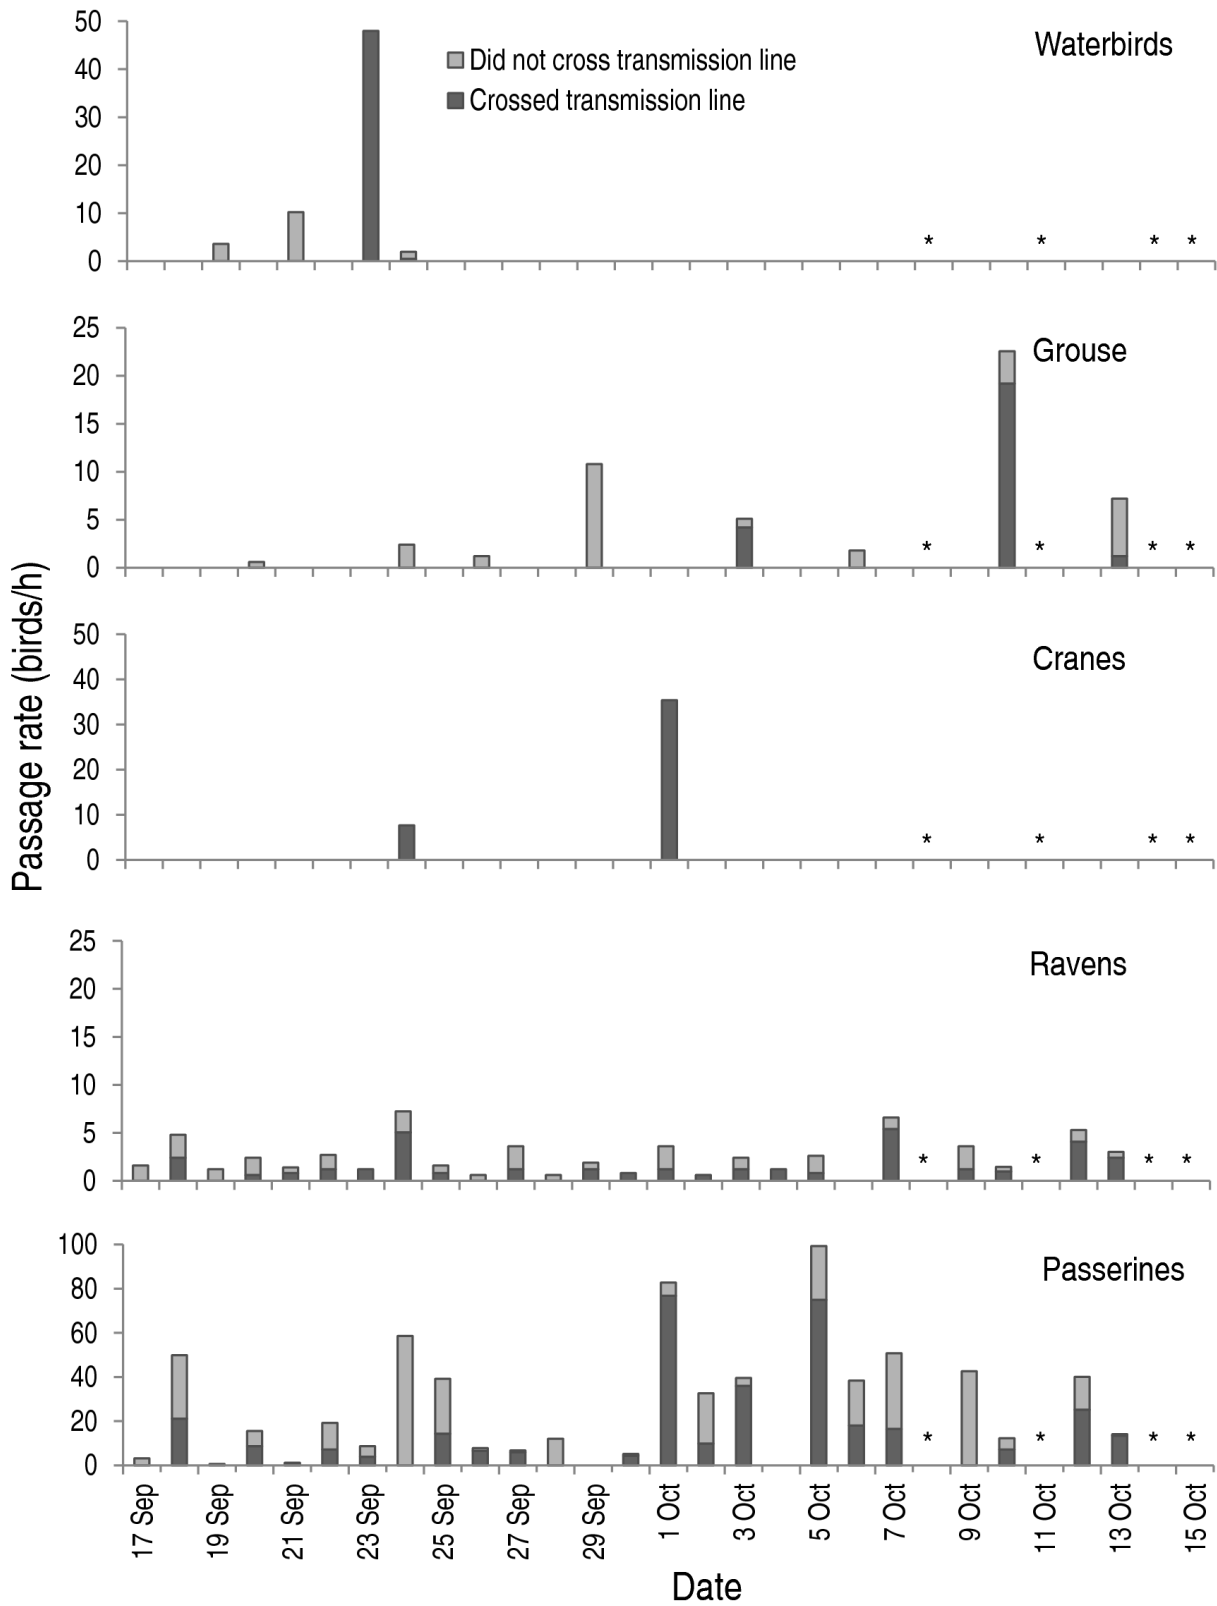 50
40
30
20
10
0
Did not cross transmission line
Crossed transmission line
Waterbirds
* * * *
25
20
15
10
5
0
Grouse
* * * *
Passage rate (birds/h)
50
40
30
20
10
0
Cranes
* * * *
25
20
15
10
5
0
Ravens
* * * *
100
80
60
40
20
0
Passerines
* * * *
17 Sep
19 Sep
21 Sep
23 Sep
25 Sep
27 Sep
29 Sep
1 Oct
3 Oct
5 Oct
7 Oct
9 Oct
11 Oct
13 Oct
15 Oct
Date